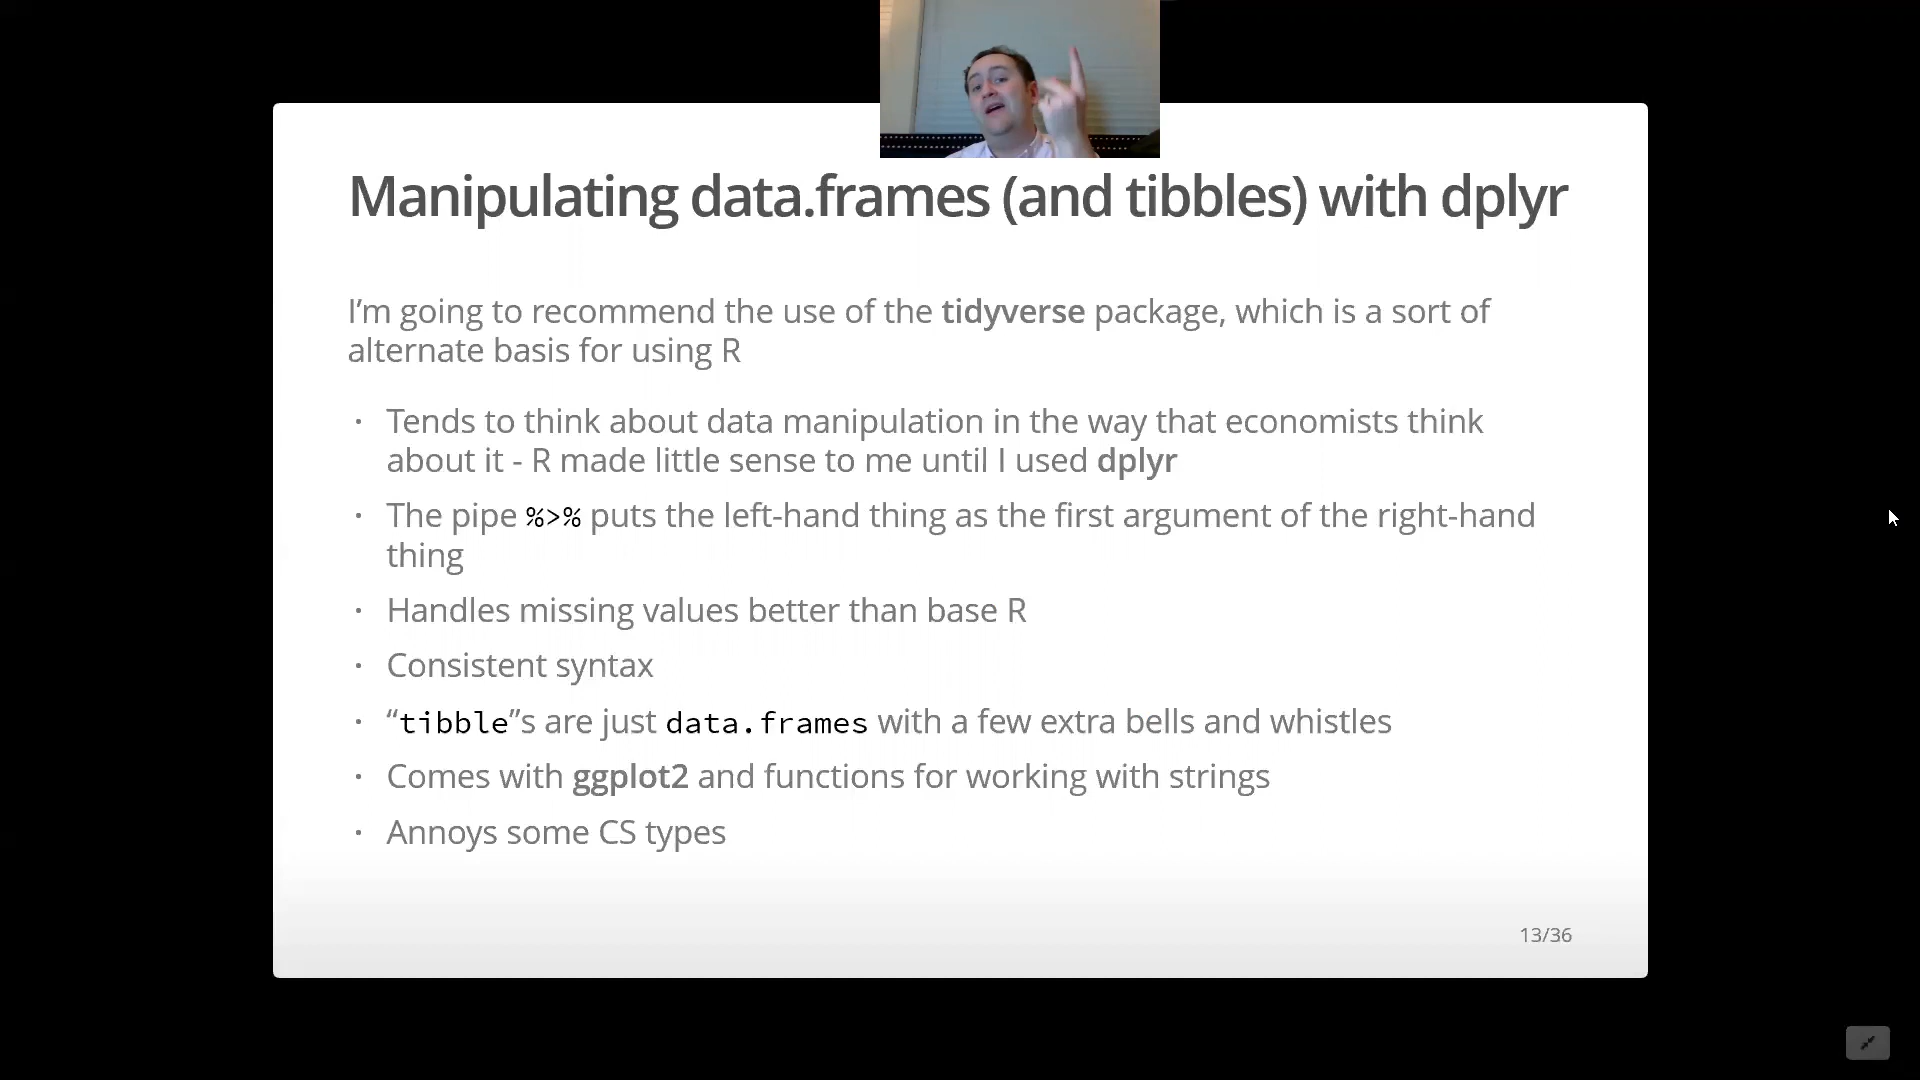 Manipulating data.frames (and tibbles) with dplyr
I’m going to recommend the use of the tidyverse package, which is a sort of
alternate basis for using R
· Tends to think about data manipulation in the way that economists think
about it - R made little sense to me until I used dplyr
· The pipe %>% puts the left-hand thing as the first argument of the right-hand
thing
· Handles missing values better than base R
· Consistent syntax
· “tibble”s are just data.frames with a few extra bells and whistles
· Comes with ggplot2 and functions for working with strings
· Annoys some CS types
13/36